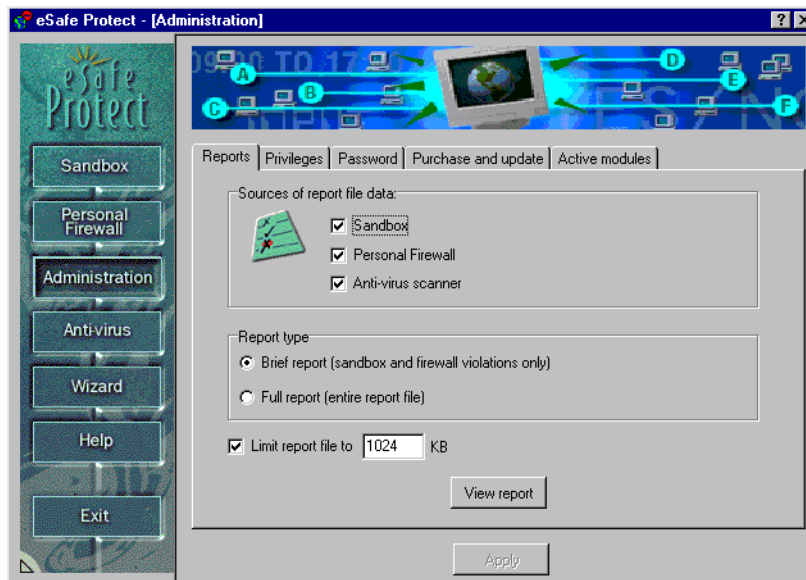 eSafe Protect - [Administration]
eSafe
Protect
Sandbox
Personal
Firewall
Administration
Anti-virus
Wizard
Help
Exit
A
B
C
D
E
F
Reports
Privileges
Password
Purchase and update
Active modules
Sources of report file data:
Sandbox
Personal Firewall
Anti-virus scanner
Report type
Brief report (sandbox and firewall violations only)
Full report (entire report file)
Limit report file to 1024 KB
View report
Apply